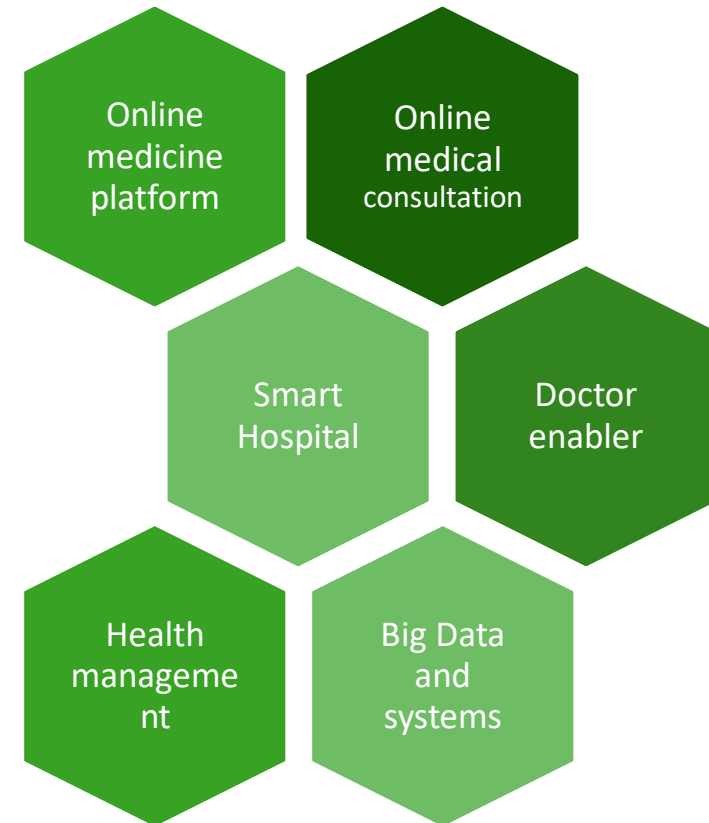 Online
medicine
platform
Online
medical
consultation
Smart
Hospital
Doctor
enabler
Health
manageme
nt
Big Data
and
systems